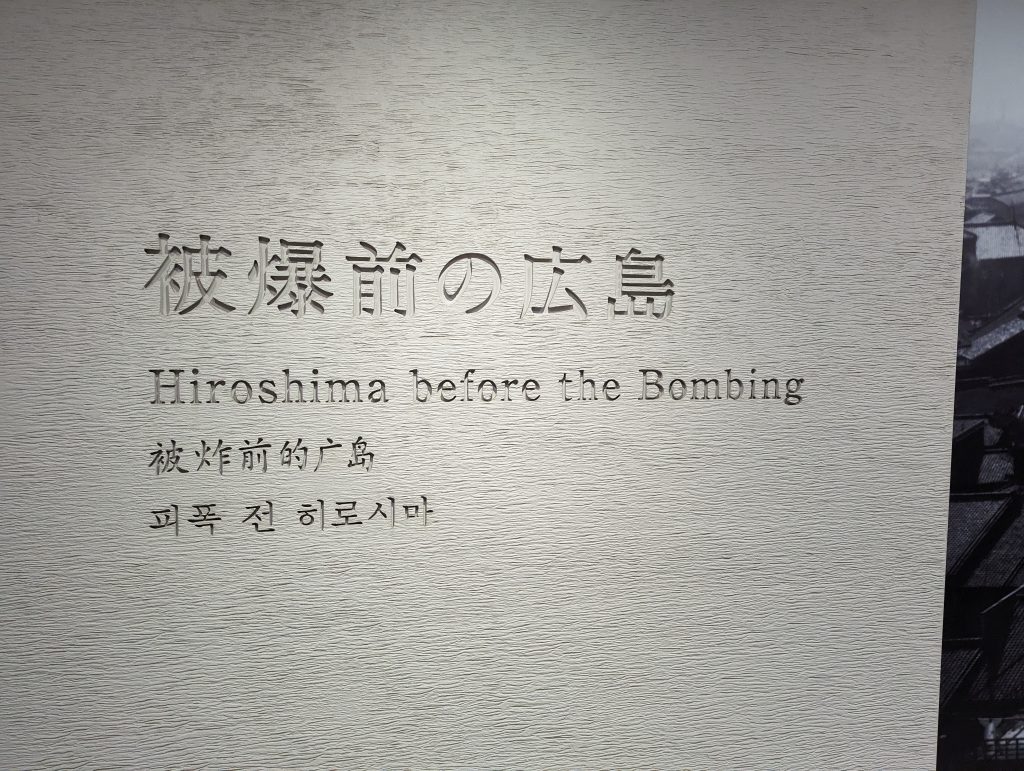 被爆前の広島
Hiroshima before the Bombing
被炸前的广岛
피폭 전 히로시마